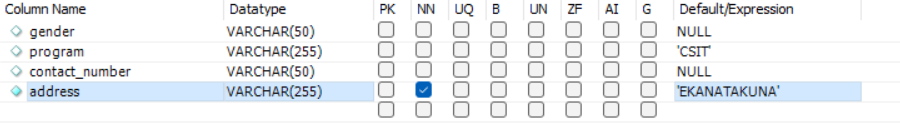 Column Name Datatype PK NN UQ B UN ZF AI G Default/Expression
gender VARCHAR(50) NULL
program VARCHAR(255) 'CSIT'
contact_number VARCHAR(50) NULL
address VARCHAR(255) 'EKANATAKUNA'